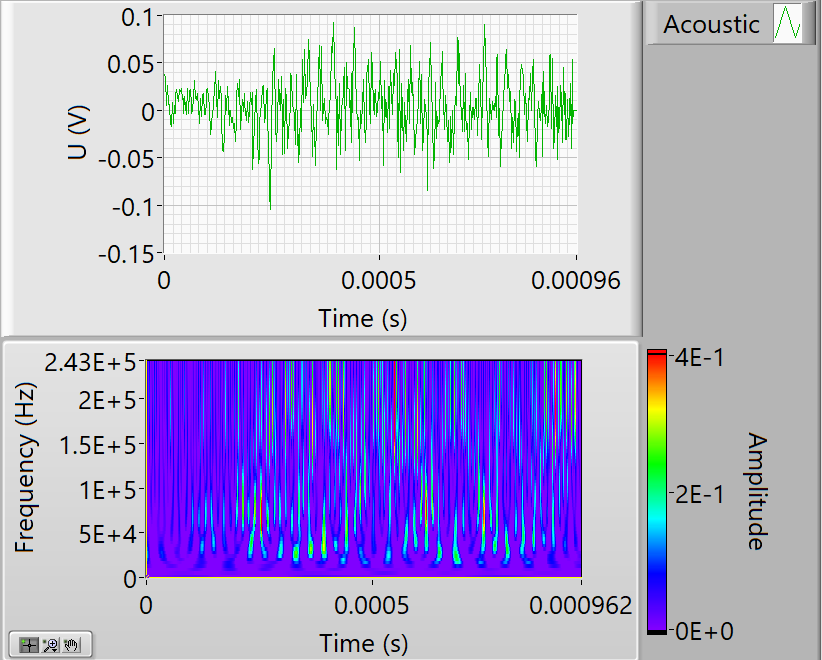 0.1
0.05
0
-0.05
-0.1
-0.15
U (V)
0 0.0005 0.00096
Time (s)
Acoustic
2.43E+5
2E+5
1.5E+5
1E+5
5E+4
0
Frequency (Hz)
0 0.0005 0.000962
Time (s)
4E-1
2E-1
0E+0
Amplitude